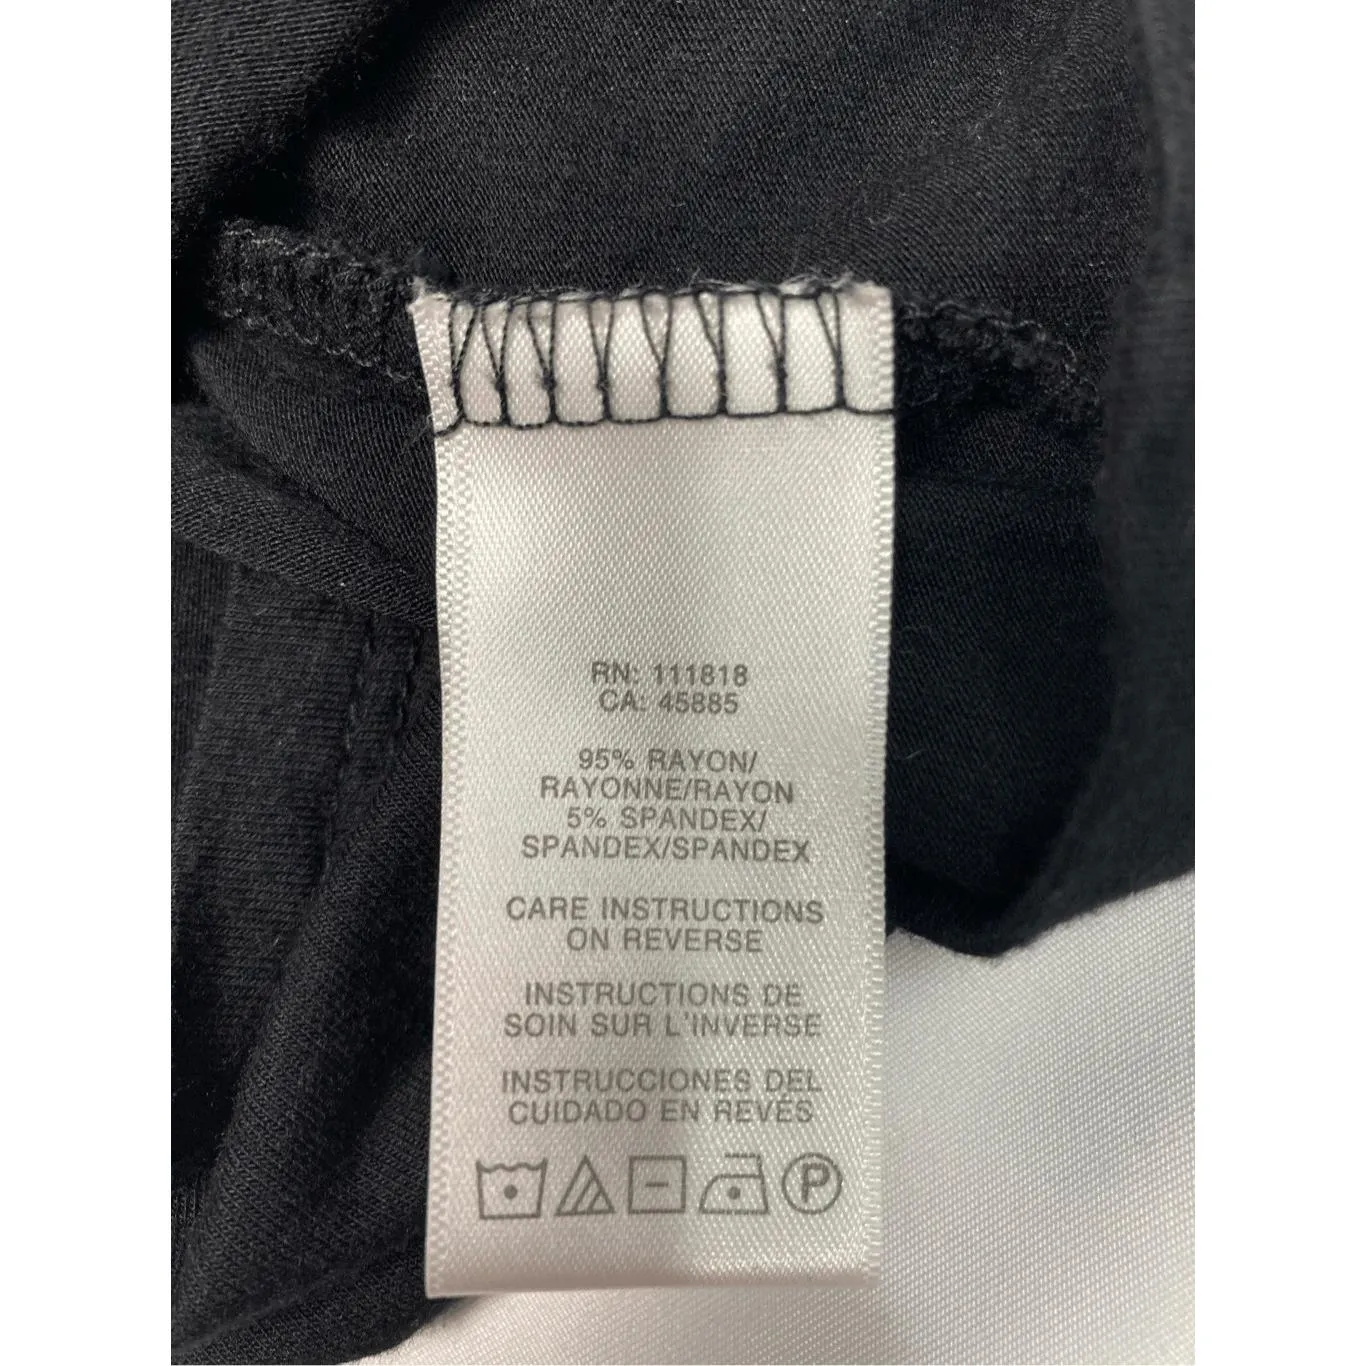 RN: 111818
CA: 45885
95% RAYON/
RAYONNE/RAYON
5% SPANDEX/
SPANDEX/SPANDEX
CARE INSTRUCTIONS
ON REVERSE
INSTRUCTIONS DE
SOIN SUR L'INVERSE
INSTRUCCIONES DEL
CUIDADO EN REVÉS
P